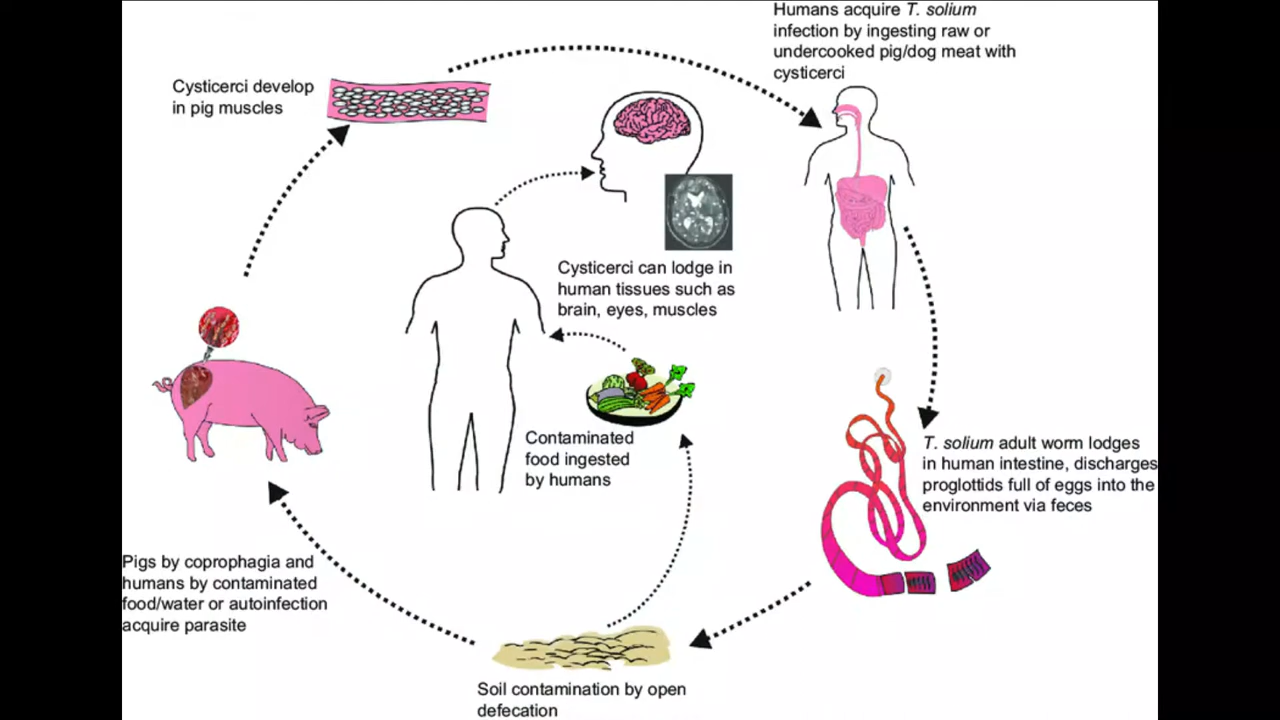 Humans acquire T. solium
infection by ingesting raw or
undercooked pig/dog meat with
cysticerci
Cysticerci develop
in pig muscles
Cysticerci can lodge in
human tissues such as
brain, eyes, muscles
Contaminated
food ingested
by humans
T. solium adult worm lodges
in human intestine, discharges
proglottids full of eggs into the
environment via feces
Pigs by coprophagia and
humans by contaminated
food/water or autoinfection
acquire parasite
Soil contamination by open
defecation